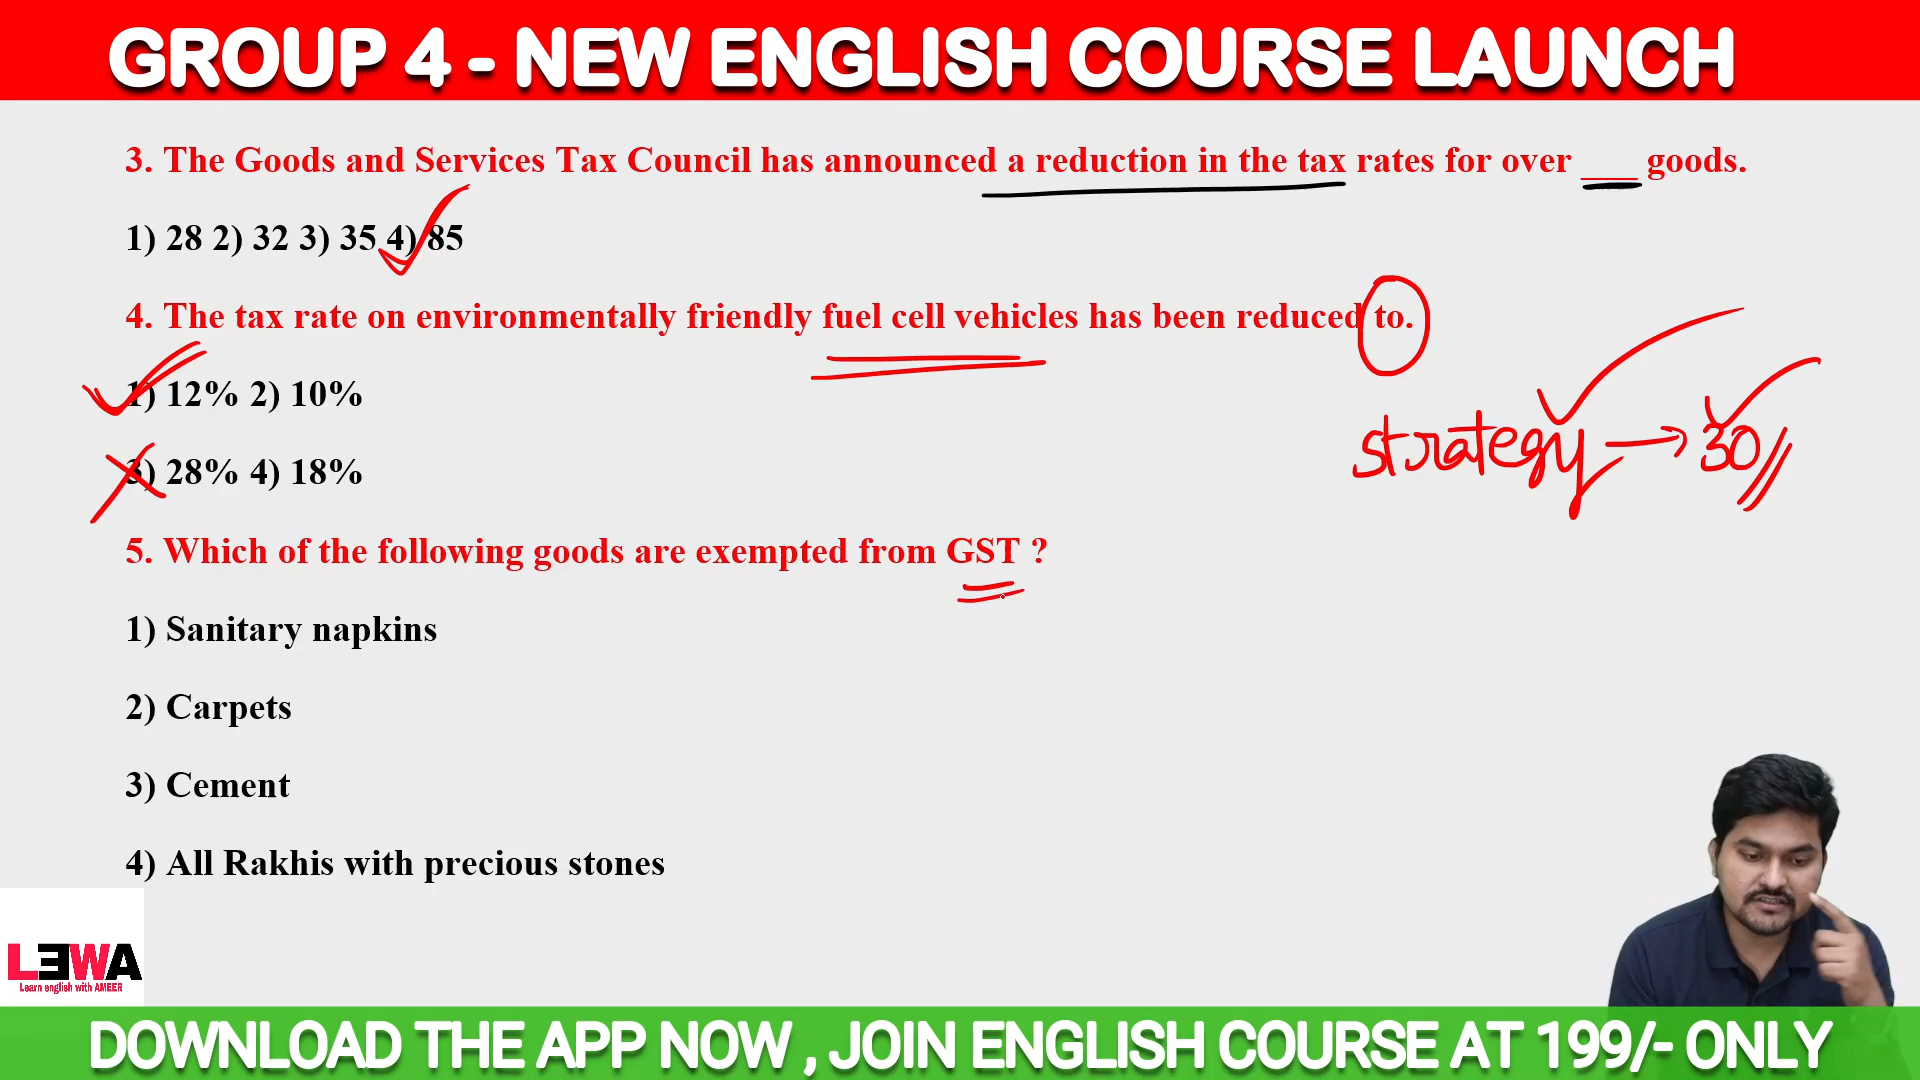 GROUP 4 - NEW ENGLISH COURSE LAUNCH
3. The Goods and Services Tax Council has announced a reduction in the tax rates for over ___ goods.
1) 28 2) 32 3) 35 4) 85
4. The tax rate on environmentally friendly fuel cell vehicles has been reduced to.
1) 12% 2) 10%
strategy → 30
3) 28% 4) 18%
5. Which of the following goods are exempted from GST ?
1) Sanitary napkins
2) Carpets
3) Cement
4) All Rakhis with precious stones
LEWA
Learn english with AMEER
DOWNLOAD THE APP NOW , JOIN ENGLISH COURSE AT 199/- ONLY